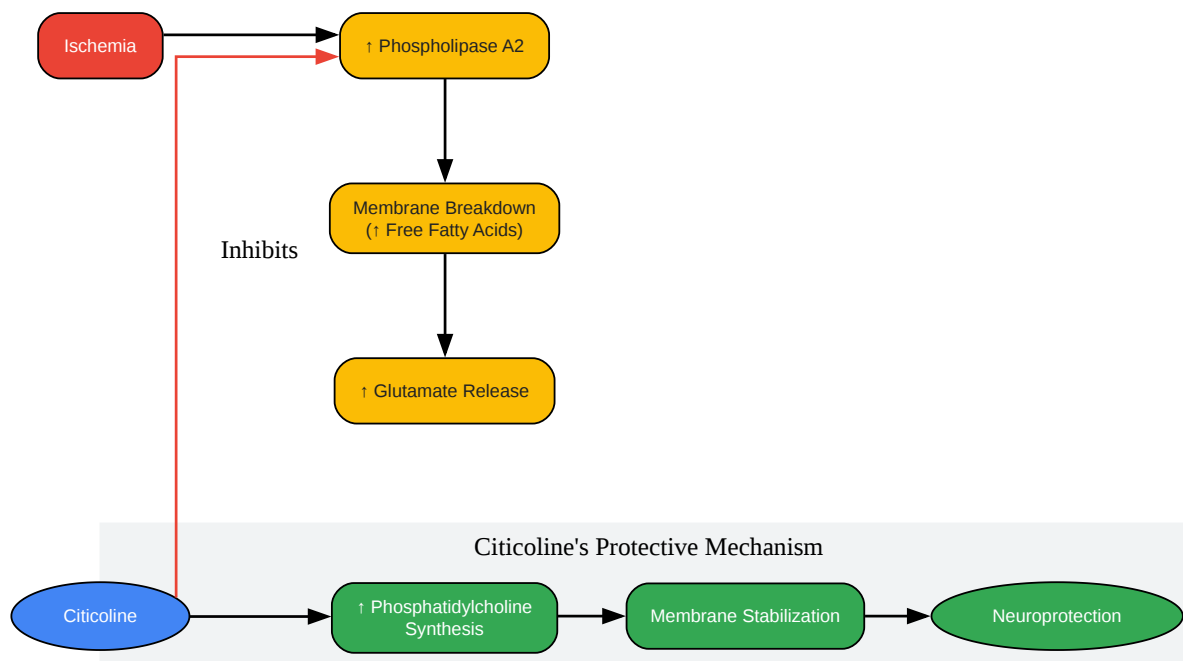 Ischemia
↑ Phospholipase A2
Membrane Breakdown
(↑ Free Fatty Acids)
Inhibits
↑ Glutamate Release
Citicoline's Protective Mechanism
Citicoline
↑ Phosphatidylcholine
Synthesis
Membrane Stabilization
Neuroprotection